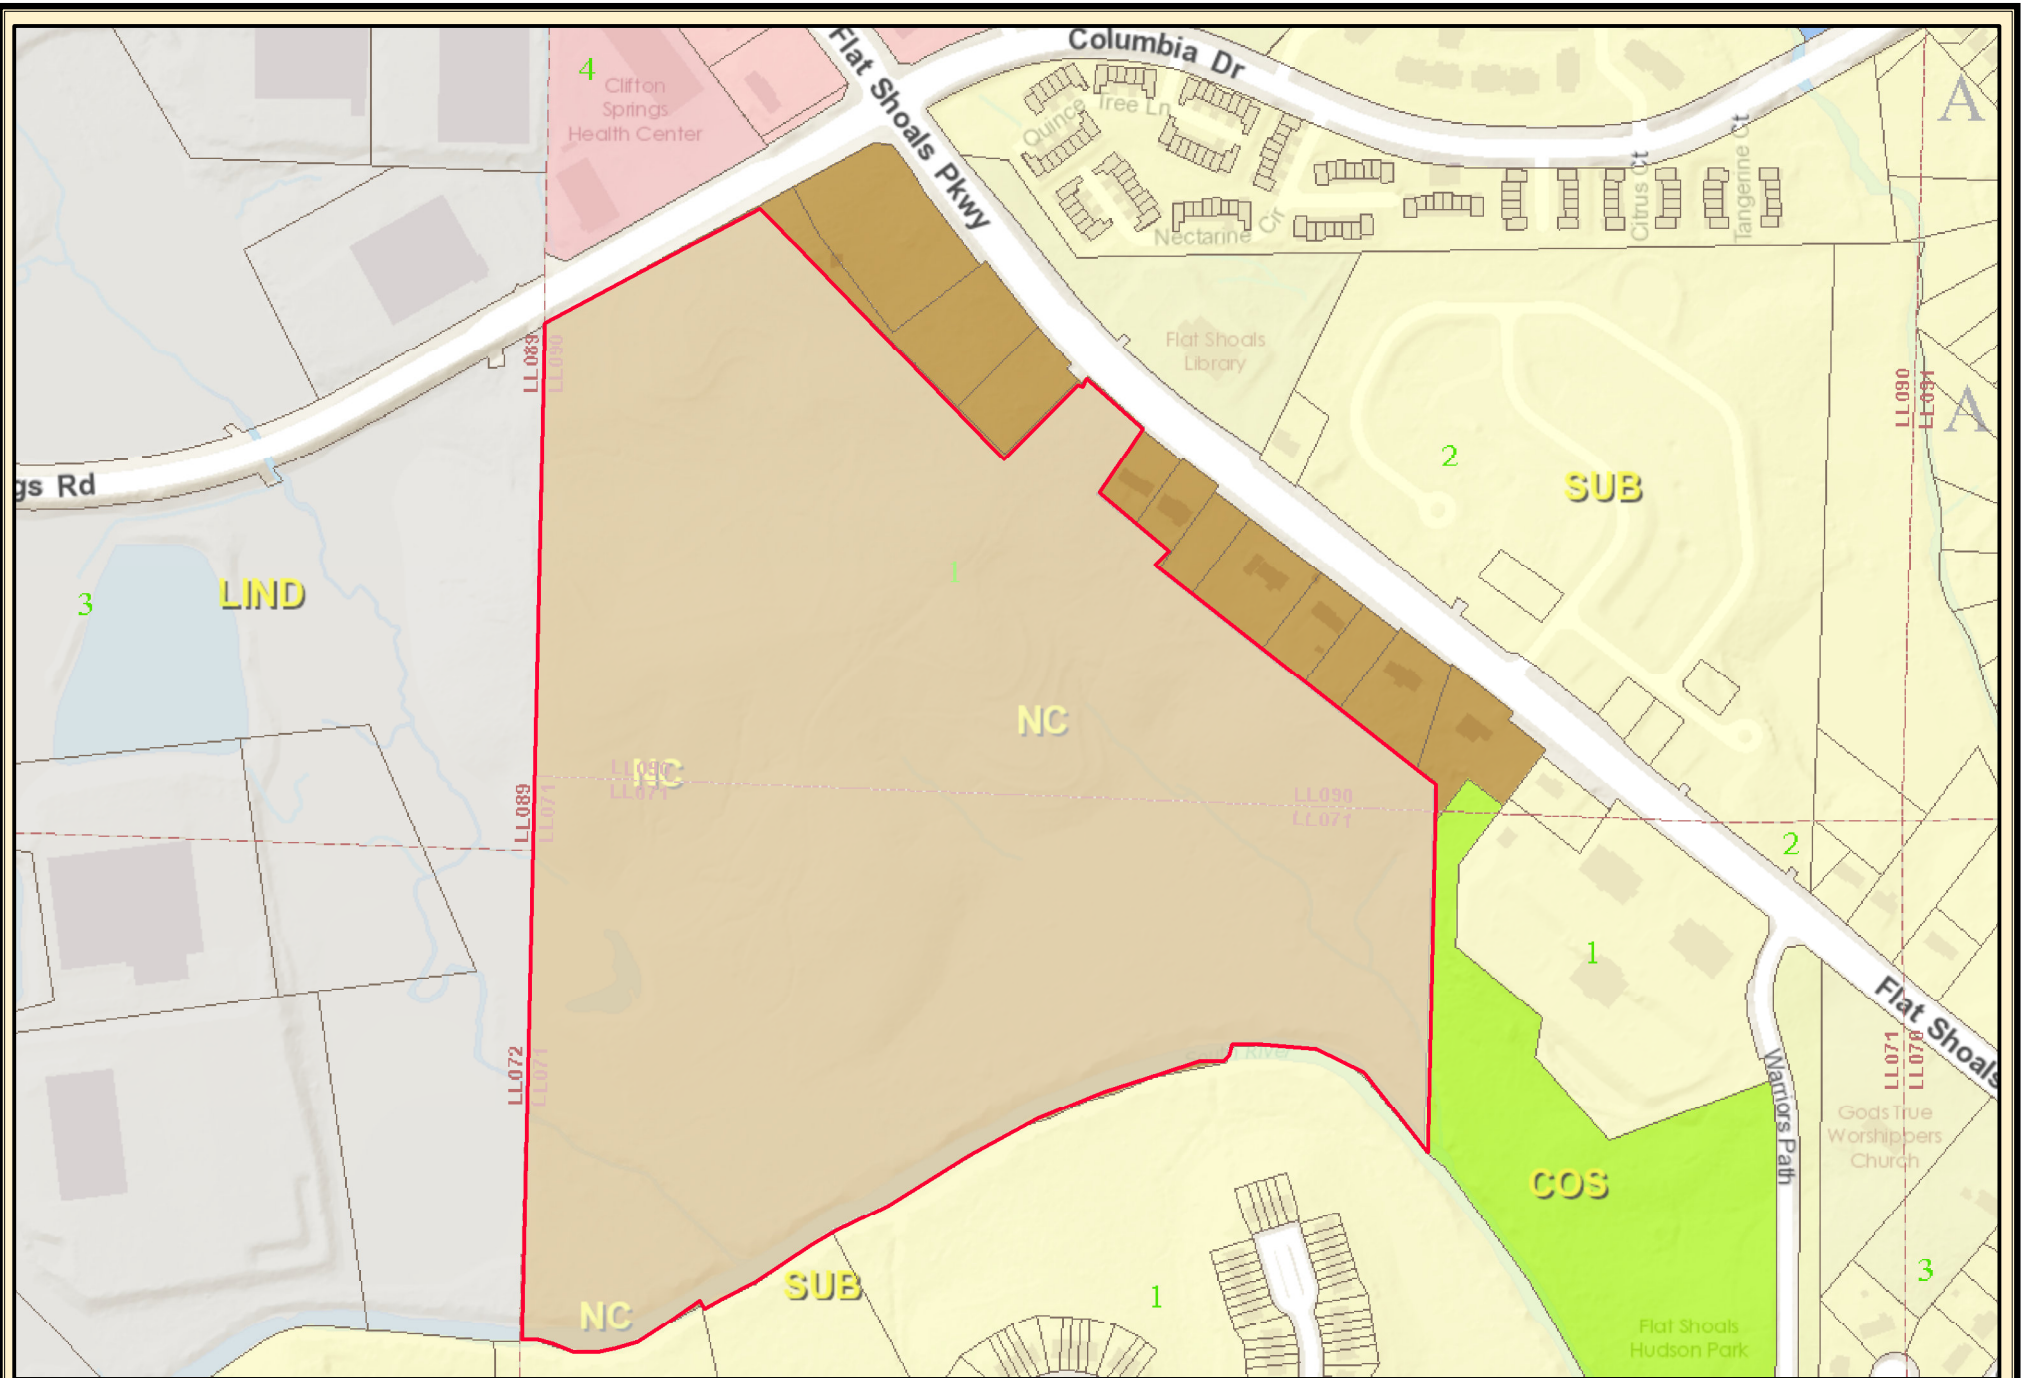 Columbia Dr
4
Clifton
Springs
Health Center
Flat Shoals Pkwy
Quince Tree Ln
A
Nectarine Cir
Citrus Ct
Tangerine Ct
Flat Shoals
Library
LL089
LL090
LL090
LL091
A
2
SUB
gs Rd
3
LIND
1
NC
NC
LL090
LL071
LL090
LL071
LL089
LL071
2
1
Flat Shoals
LL072
LL071
River
LL071
LL070
Warriors Path
Gods True
Worshippers
Church
COS
SUB
1
3
NC
Flat Shoals
Hudson Park